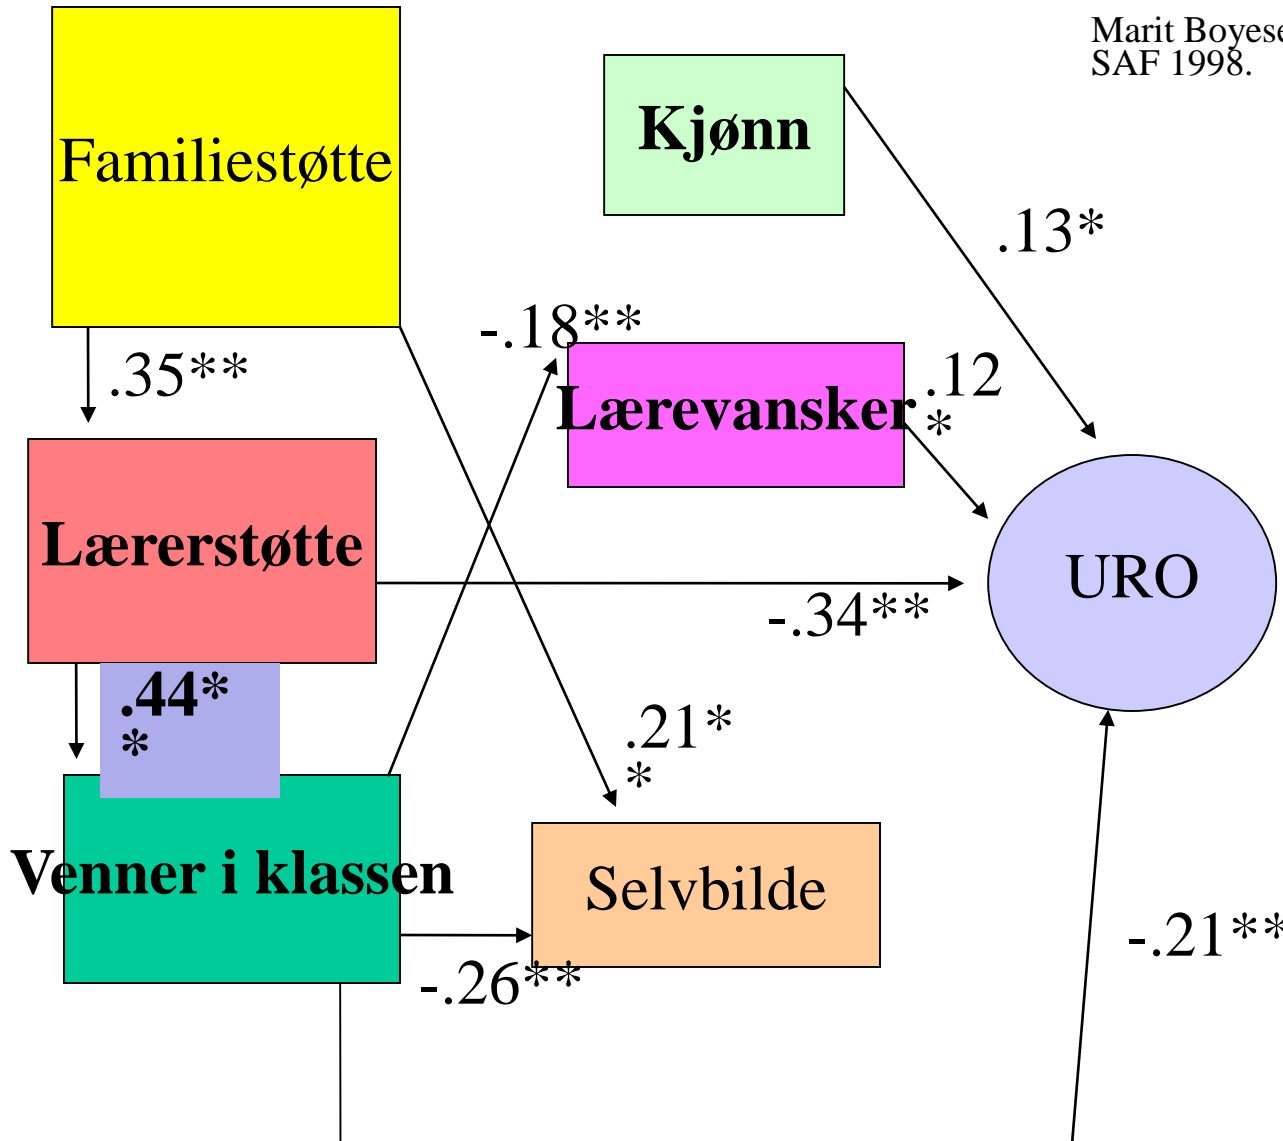 Marit Boyese
SAF 1998.
Familiestøtte
Kjønn
.13*
-.18**
.35**
Lærevansker
.12
*
Lærerstøtte
URO
-.34**
.44*
*
.21*
*
Venner i klassen
Selvbilde
-.21**
-.26**